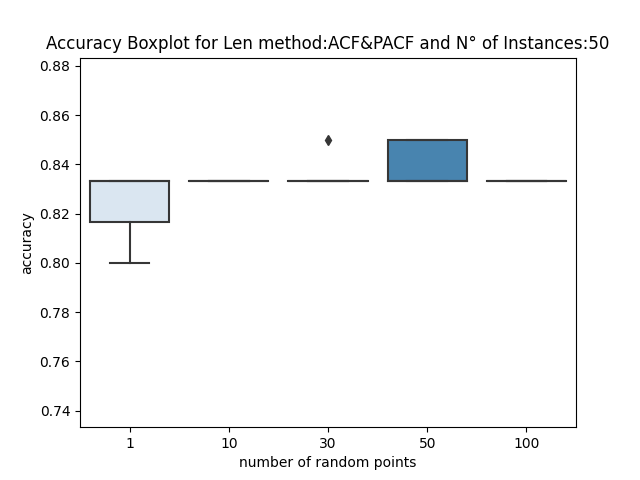 Accuracy Boxplot for Len method:ACF&PACF and N° of Instances:50
0.88
0.86
0.84
0.82
0.80
0.78
0.76
0.74
accuracy
1 10 30 50 100
number of random points